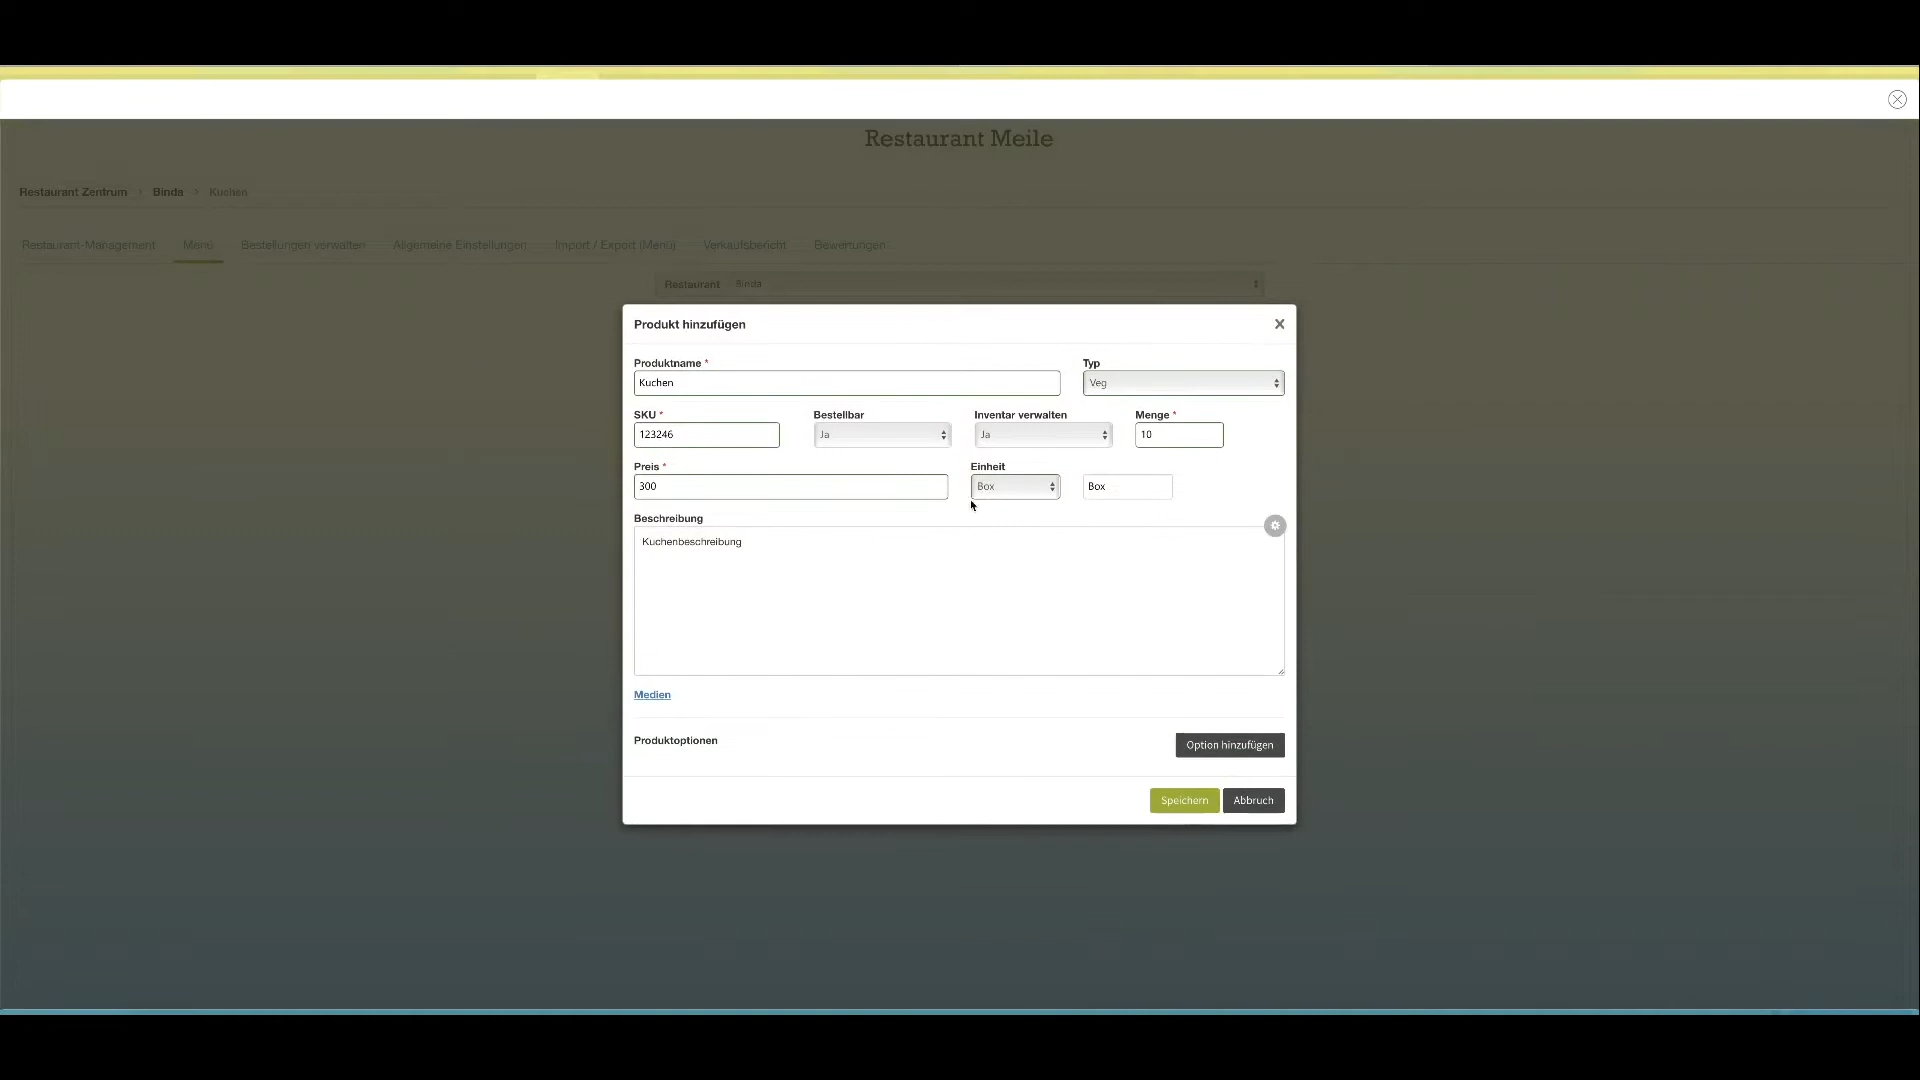 Restaurant Meile
Restaurant Zentrum Binda Kuchen
Restaurant-Management Menü Bestellungen verwalten Allgemeine Einstellungen Import / Export (Menü) Verkaufsbericht Bewertungen
Restaurant Binda
Produkt hinzufügen
Produktname * Typ
Kuchen Veg
SKU * Bestellbar Inventar verwalten Menge *
123246 Ja Ja 10
Preis * Einheit
300 Box Box
Beschreibung
Kuchenbeschreibung
Medien
Produktoptionen Option hinzufügen
Speichern Abbruch